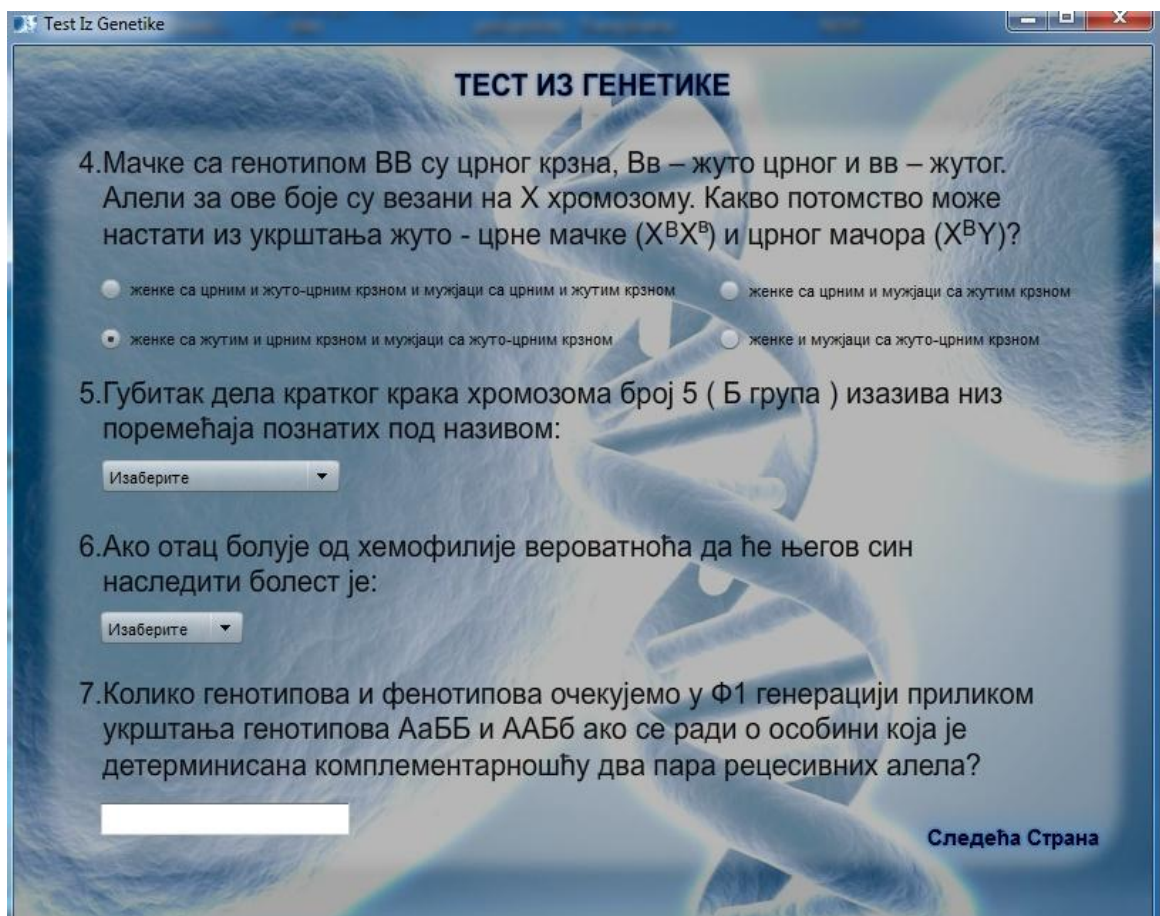 Test Iz Genetike
ТЕСТ ИЗ ГЕНЕТИКЕ
4.Мачке са генотипом ВВ су црног крзна, Вв – жуто црног и вв – жутог.
Алели за ове боје су везани на Х хромозому. Какво потомство може
настати из укрштања жуто - црне мачке (XᴮXᵇ) и црног мачора (XᴮY)?
женке са црним и жуто-црним крзном и мужјаци са црним и жутим крзном
женке са црним и мужјаци са жутим крзном
женке са жутим и црним крзном и мужјаци са жуто-црним крзном
женке и мужјаци са жуто-црним крзном
5.Губитак дела кратког крака хромозома број 5 ( Б група ) изазива низ
поремећаја познатих под називом:
Изаберите
6.Ако отац болује од хемофилије вероватноћа да ће његов син
наследити болест је:
Изаберите
7.Колико генотипова и фенотипова очекујемо у Ф1 генерацији приликом
укрштања генотипова АаББ и ААБб ако се ради о особини која је
детерминисана комплементарношћу два пара рецесивних алела?
Следећа Страна